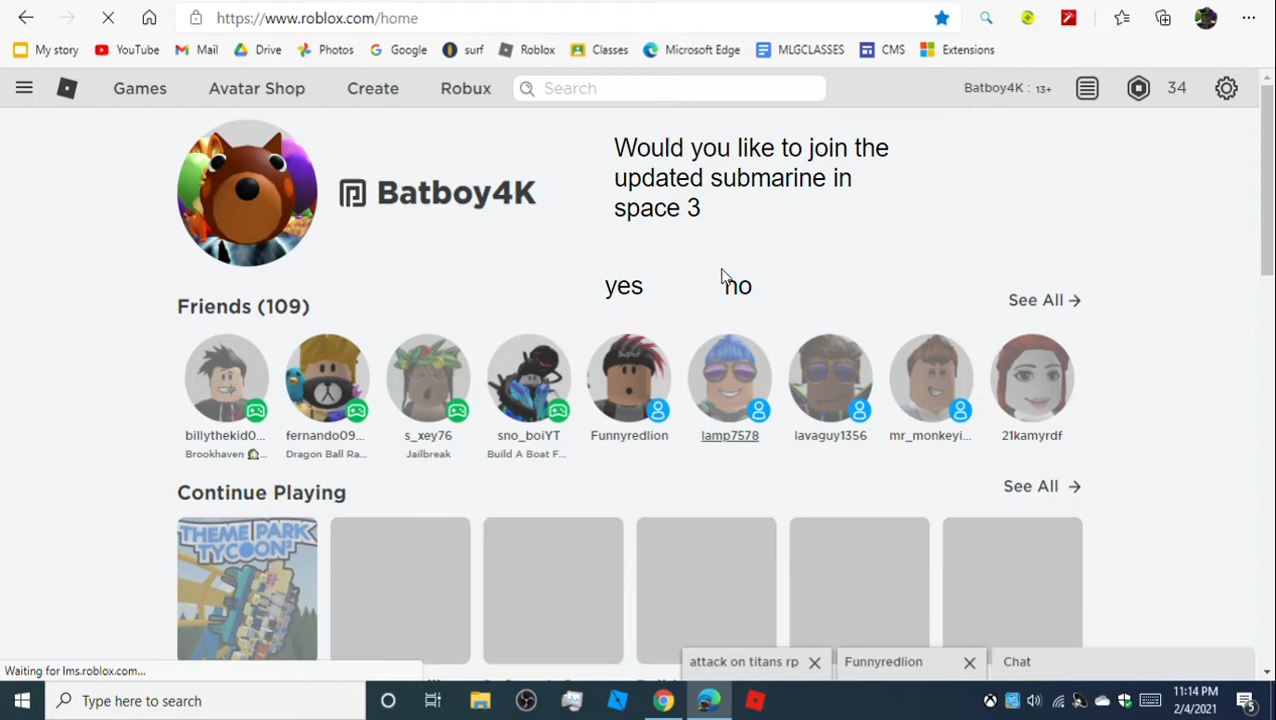 https://www.roblox.com/home
My story YouTube Mail Drive Photos Google surf Roblox Classes Microsoft Edge MLGCLASSES CMS Extensions
Games Avatar Shop Create Robux Search Batboy4K : 13+ 34
Batboy4K
Would you like to join the
updated submarine in
space 3
yes no
Friends (109) See All →
Super
billythekid0... fernando09... s_xey76 sno_boiYT Funnyredlion lamp7578 lavaguy1356 mr_monkeyi... 21kamyrdf
Brookhaven 🏡... Dragon Ball Ra... Jailbreak Build A Boat F...
Continue Playing See All →
THEME PARK
TYCOON 2
Waiting for lms.roblox.com...
attack on titans rp Funnyredlion Chat
Type here to search
11:14 PM
2/4/2021
5